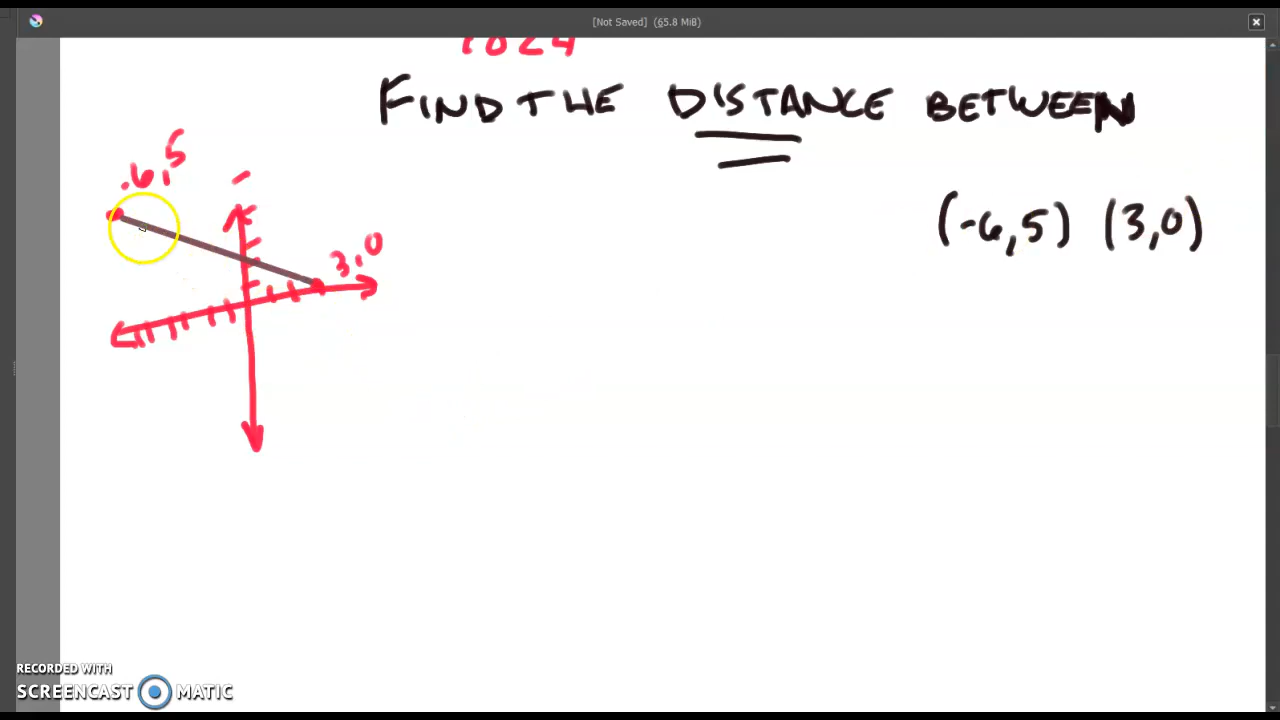 [Not Saved] (65.8 MiB)
1024
FIND THE DISTANCE BETWEEN
-6,5
(-6,5) (3,0)
3,0
RECORDED WITH
SCREENCAST MATIC